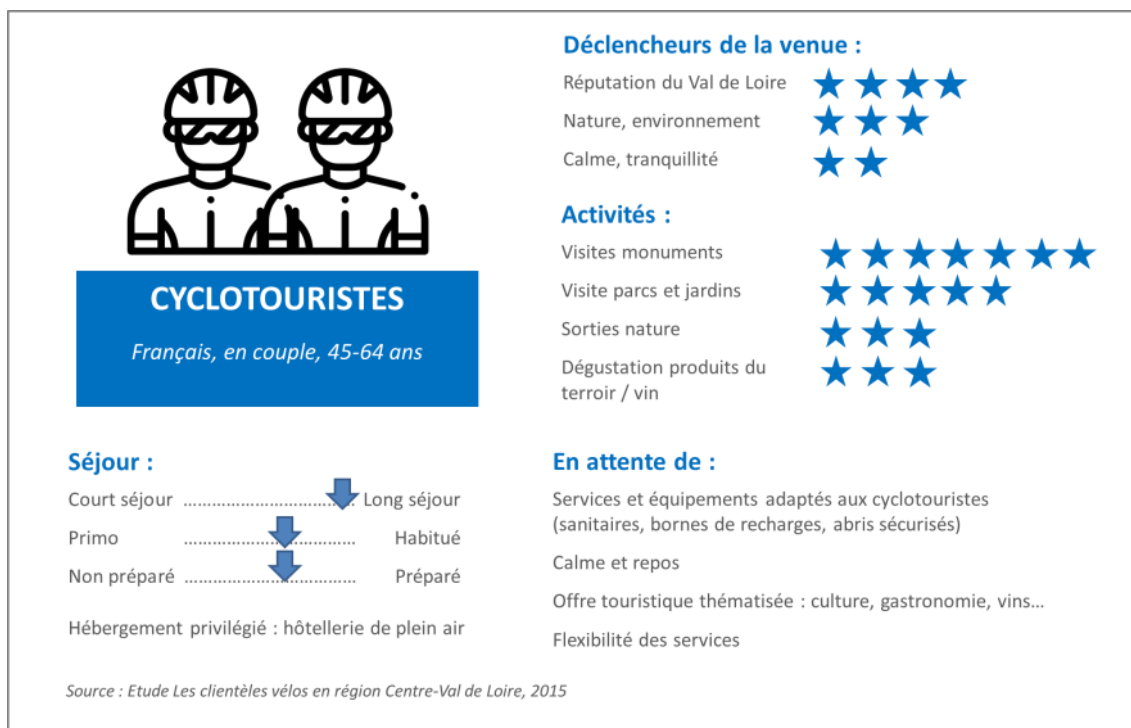 CYCLOTOURISTES
Français, en couple, 45-64 ans
Déclencheurs de la venue :
Réputation du Val de Loire
Nature, environnement
Calme, tranquillité
Activités :
Visites monuments
Visite parcs et jardins
Sorties nature
Dégustation produits du
terroir / vin
Séjour :
Court séjour ................................... Long séjour
Primo ................................... Habitué
Non préparé ................................... Préparé
Hébergement privilégié : hôtellerie de plein air
En attente de :
Services et équipements adaptés aux cyclotouristes
(sanitaires, bornes de recharges, abris sécurisés)
Calme et repos
Offre touristique thématisée : culture, gastronomie, vins…
Flexibilité des services
Source : Etude Les clientèles vélos en région Centre-Val de Loire, 2015